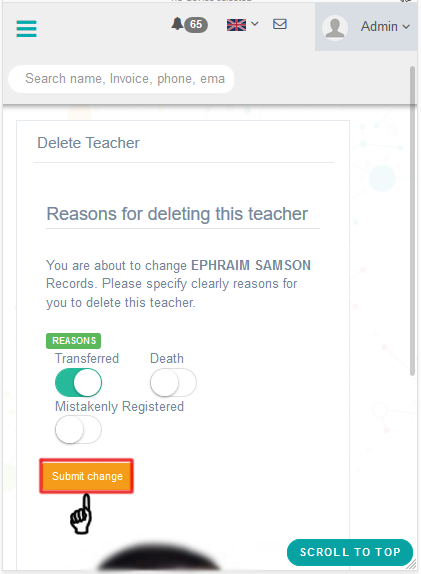 65
Admin
Search name, Invoice, phone, ema
Delete Teacher
Reasons for deleting this teacher
You are about to change EPHRAIM SAMSON
Records. Please specify clearly reasons for
you to delete this teacher.
REASONS
Transferred Death
Mistakenly Registered
Submit change
SCROLL TO TOP